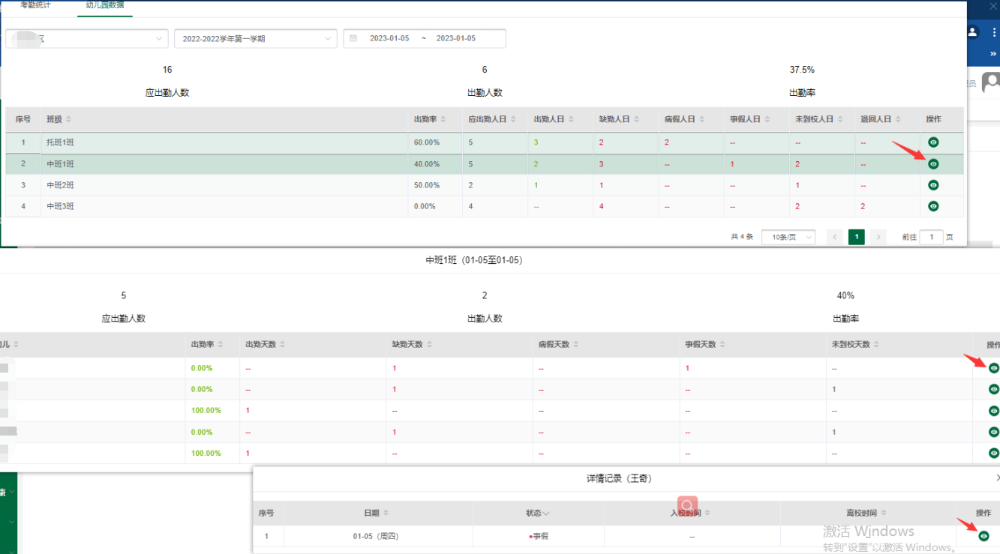 考勤统计 幼儿园数据
区 2022-2022学年第一学期 2023-01-05 ~ 2023-01-05
16 6 37.5%
应出勤人数 出勤人数 出勤率
员
序号 班级 出勤率 应出勤人日 出勤人日 缺勤人日 病假人日 事假人日 未到校人日 退回人日 操作
1 托班1班 60.00% 5 3 2 2 -- -- --
2 中班1班 40.00% 5 2 3 -- 1 2 --
3 中班2班 50.00% 2 1 1 -- -- 1 --
4 中班3班 0.00% 4 -- 4 -- -- 2 2
共 4 条 10条/页 1 前往 1 页
中班1班（01-05至01-05）
5 2 40%
应出勤人数 出勤人数 出勤率
儿 出勤率 出勤天数 缺勤天数 病假天数 事假天数 未到校天数 操作
0.00% -- 1 -- 1 --
0.00% -- 1 -- -- 1
100.00% 1 -- -- -- --
0.00% -- 1 -- -- 1
100.00% 1 -- -- -- --
详情记录（王奇）
康
序号 日期 状态 入校时间 离校时间 操作
1 01-05（周四） 事假 -- --
激活 Windows
转到"设置"以激活 Windows。